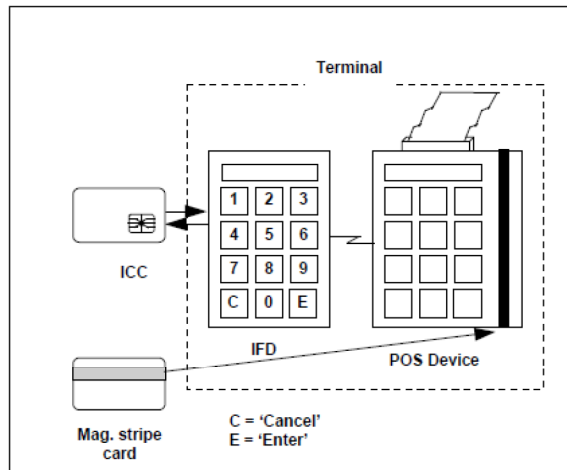 Terminal
1 2 3
4 5 6
7 8 9
C 0 E
ICC
IFD
POS Device
Mag. stripe
card
C = ‘Cancel’
E = ‘Enter’